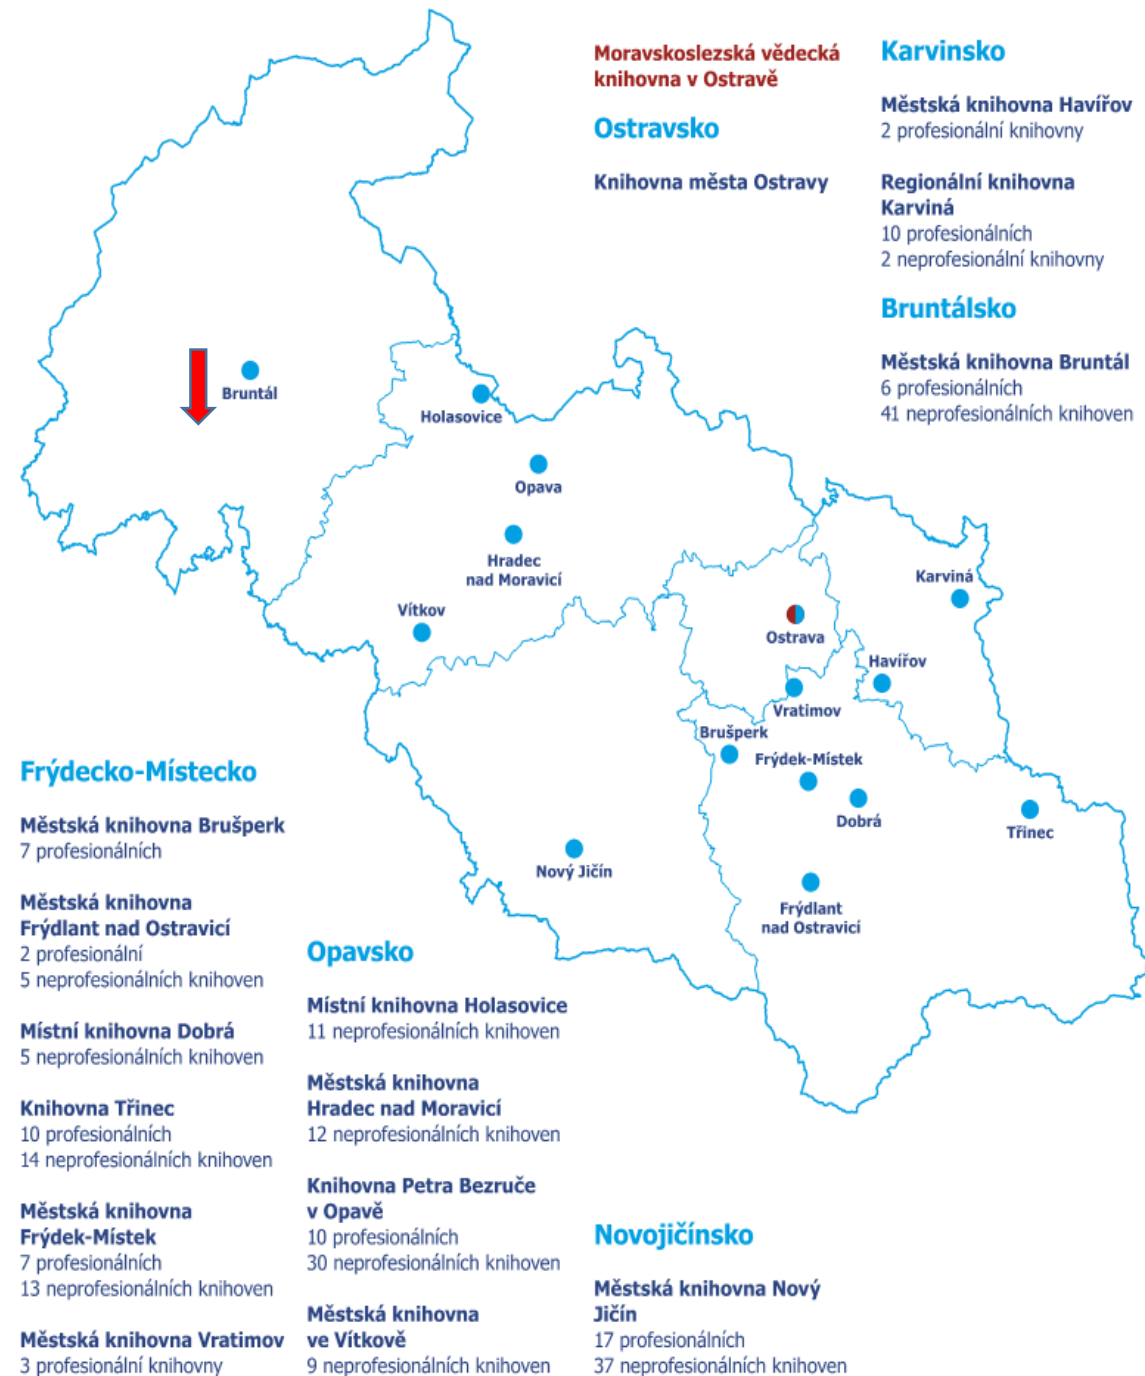 Moravskoslezská vědecká
knihovna v Ostravě
Ostravsko
Knihovna města Ostravy
Karvinsko
Městská knihovna Havířov
2 profesionální knihovny
Regionální knihovna
Karviná
10 profesionálních
2 neprofesionální knihovny
Bruntálsko
Městská knihovna Bruntál
6 profesionálních
41 neprofesionálních knihoven
Bruntál
Holasovice
Opava
Hradec
nad Moravicí
Vítkov
Karviná
Ostrava
Havířov
Vratimov
Brušperk
Frýdek-Místek
Dobrá
Třinec
Nový Jičín
Frýdlant
nad Ostravicí
Frýdecko-Místecko
Městská knihovna Brušperk
7 profesionálních
Městská knihovna
Frýdlant nad Ostravicí
2 profesionální
5 neprofesionálních knihoven
Místní knihovna Dobrá
5 neprofesionálních knihoven
Knihovna Třinec
10 profesionálních
14 neprofesionálních knihoven
Městská knihovna
Frýdek-Místek
7 profesionálních
13 neprofesionálních knihoven
Městská knihovna Vratimov
3 profesionální knihovny
Opavsko
Místní knihovna Holasovice
11 neprofesionálních knihoven
Městská knihovna
Hradec nad Moravicí
12 neprofesionálních knihoven
Knihovna Petra Bezruče
v Opavě
10 profesionálních
30 neprofesionálních knihoven
Městská knihovna
ve Vítkově
9 neprofesionálních knihoven
Novojičínsko
Městská knihovna Nový
Jičín
17 profesionálních
37 neprofesionálních knihoven